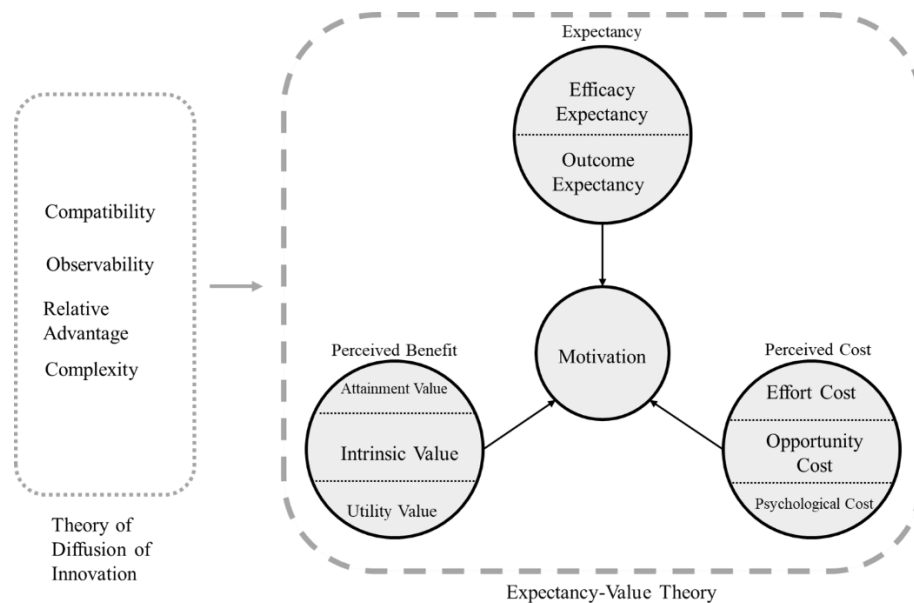 Compatibility
Observability
Relative
Advantage
Complexity
Theory of
Diffusion of
Innovation
Expectancy
Efficacy
Expectancy
Outcome
Expectancy
Motivation
Perceived Benefit
Attainment Value
Intrinsic Value
Utility Value
Perceived Cost
Effort Cost
Opportunity
Cost
Psychological Cost
Expectancy-Value Theory